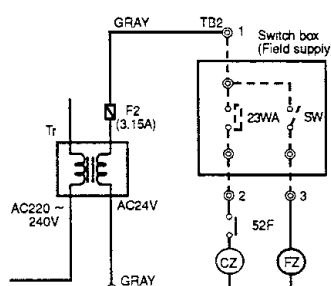 GRAY
TB2
1
Switch box
(Field supply
F2
(3.15A)
23WA
SW
Tr
AC220 ~
240V
AC24V
2
3
52F
GRAY
CZ
FZ